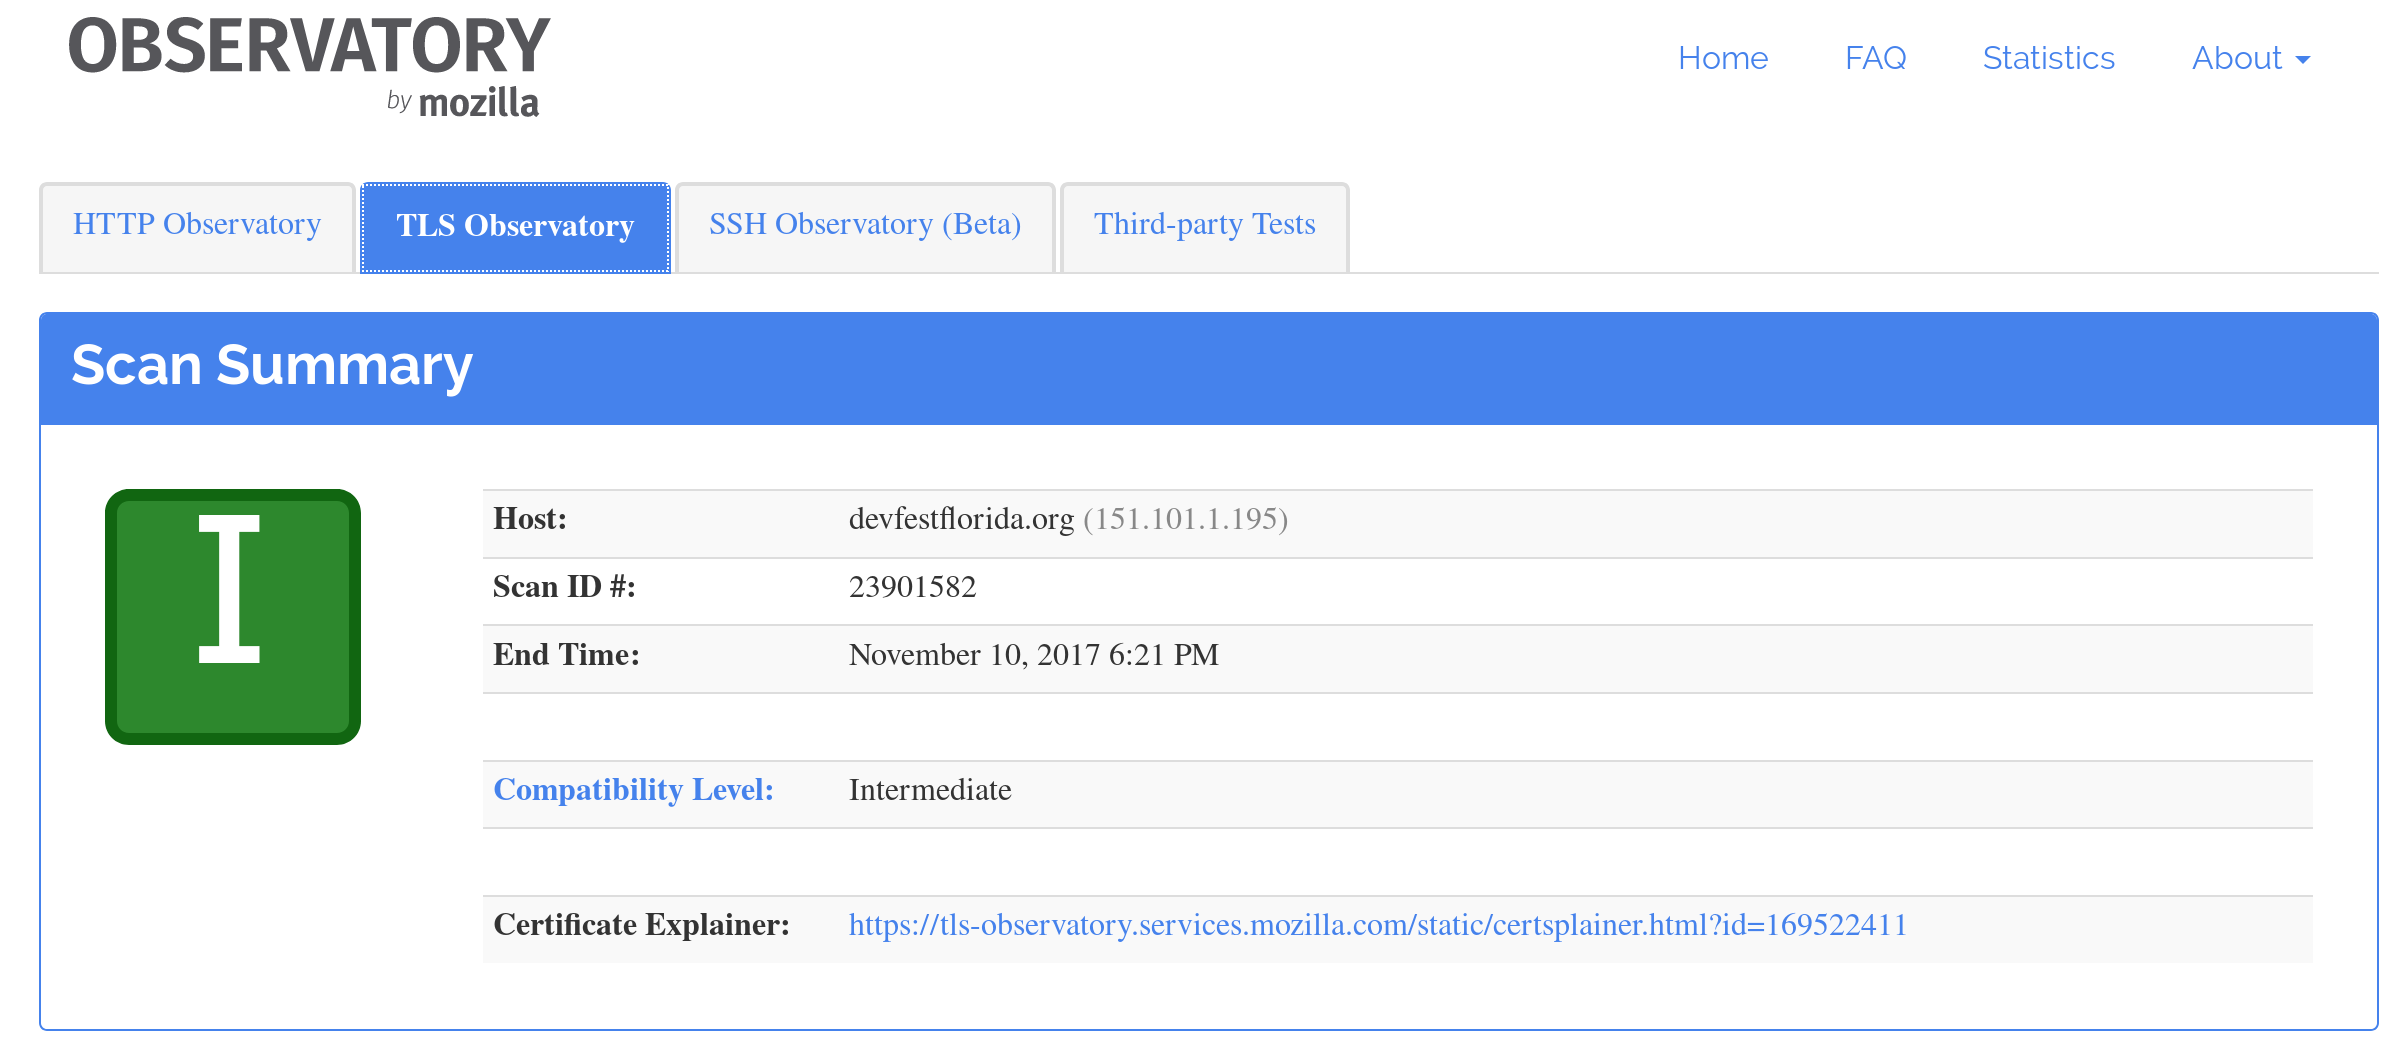 OBSERVATORY
by mozilla
Home FAQ Statistics About
HTTP Observatory TLS Observatory SSH Observatory (Beta) Third-party Tests
Scan Summary
I
Host: devfestflorida.org (151.101.1.195)
Scan ID #: 23901582
End Time: November 10, 2017 6:21 PM
Compatibility Level: Intermediate
Certificate Explainer: https://tls-observatory.services.mozilla.com/static/certsplainer.html?id=169522411